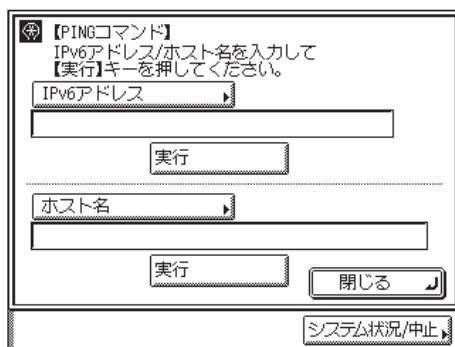 【PINGコマンド】
IPv6アドレス/ホスト名を入力して
【実行】キーを押してください。
IPv6アドレス
実行
ホスト名
実行
閉じる
システム状況/中止